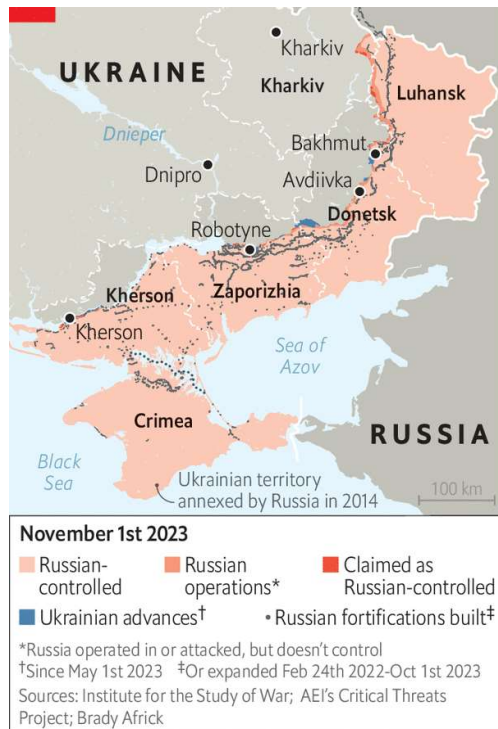 Kharkiv
UKRAINE
Kharkiv
Luhansk
Dnieper
Bakhmut
Dnipro
Avdiivka
Donetsk
Robotyne
Kherson
Zaporizhia
Kherson
Sea of
Azov
Crimea
RUSSIA
Black
Sea
Ukrainian territory
annexed by Russia in 2014
100 km
November 1st 2023
Russian-
controlled
Russian
operations*
Claimed as
Russian-controlled
Ukrainian advances†
Russian fortifications built‡
*Russia operated in or attacked, but doesn't control
†Since May 1st 2023 ‡Or expanded Feb 24th 2022-Oct 1st 2023
Sources: Institute for the Study of War; AEI's Critical Threats
Project; Brady Africk